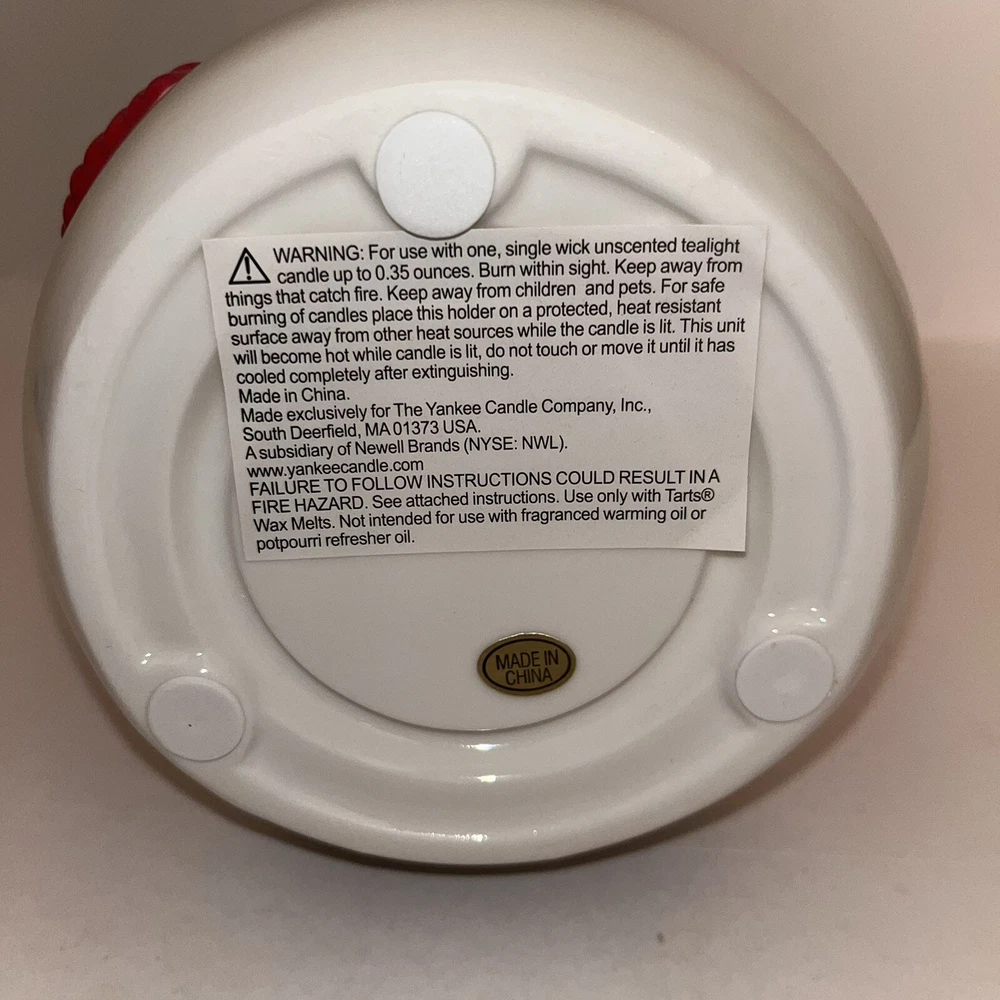 WARNING: For use with one, single wick unscented tealight
candle up to 0.35 ounces. Burn within sight. Keep away from
things that catch fire. Keep away from children and pets. For safe
burning of candles place this holder on a protected, heat resistant
surface away from other heat sources while the candle is lit. This unit
will become hot while candle is lit, do not touch or move it until it has
cooled completely after extinguishing.
Made in China.
Made exclusively for The Yankee Candle Company, Inc.,
South Deerfield, MA 01373 USA.
A subsidiary of Newell Brands (NYSE: NWL).
www.yankeecandle.com
FAILURE TO FOLLOW INSTRUCTIONS COULD RESULT IN A
FIRE HAZARD. See attached instructions. Use only with Tarts®
Wax Melts. Not intended for use with fragranced warming oil or
potpourri refresher oil.
MADE IN
CHINA